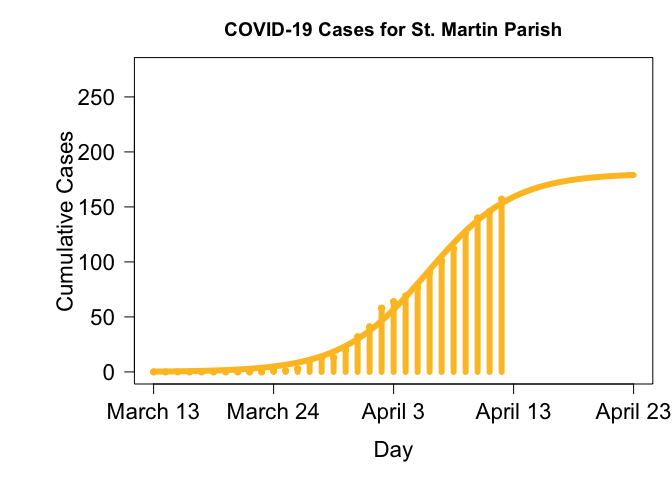 COVID-19 Cases for St. Martin Parish
250
200
150
100
50
0
Cumulative Cases
March 13 March 24 April 3 April 13 April 23
Day